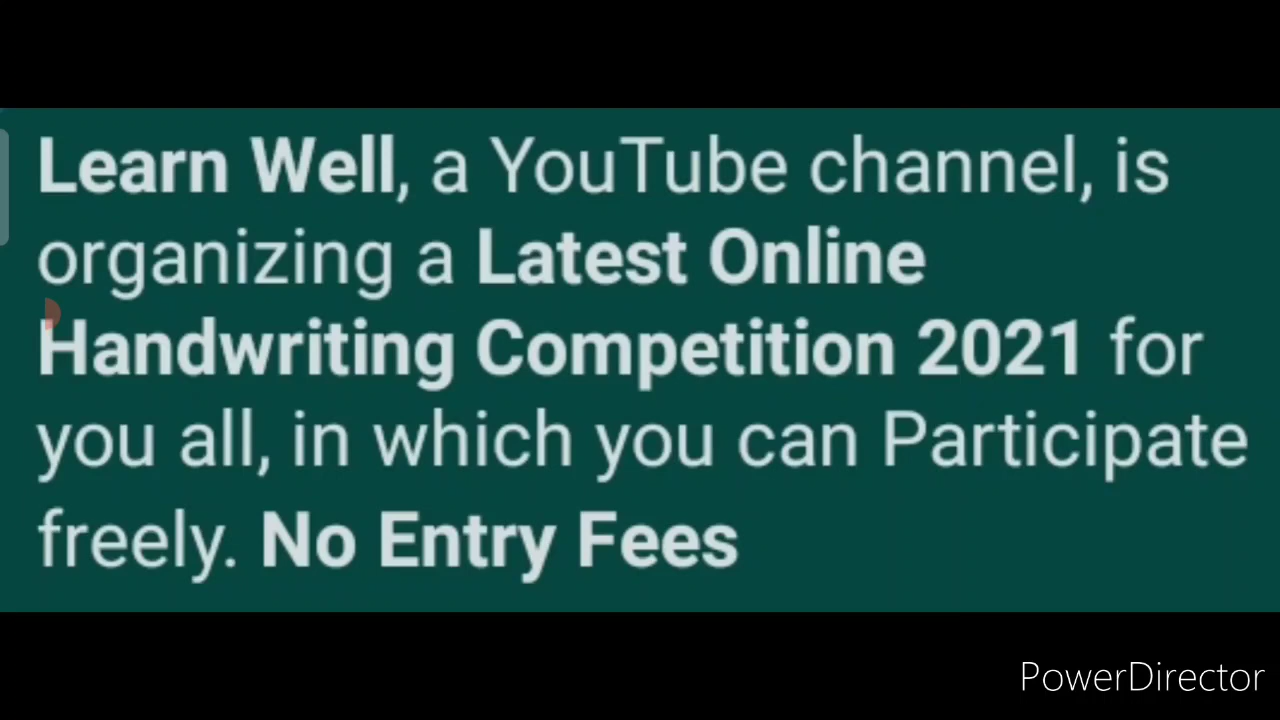 Learn Well, a YouTube channel, is
organizing a Latest Online
Handwriting Competition 2021 for
you all, in which you can Participate
freely. No Entry Fees
PowerDirector